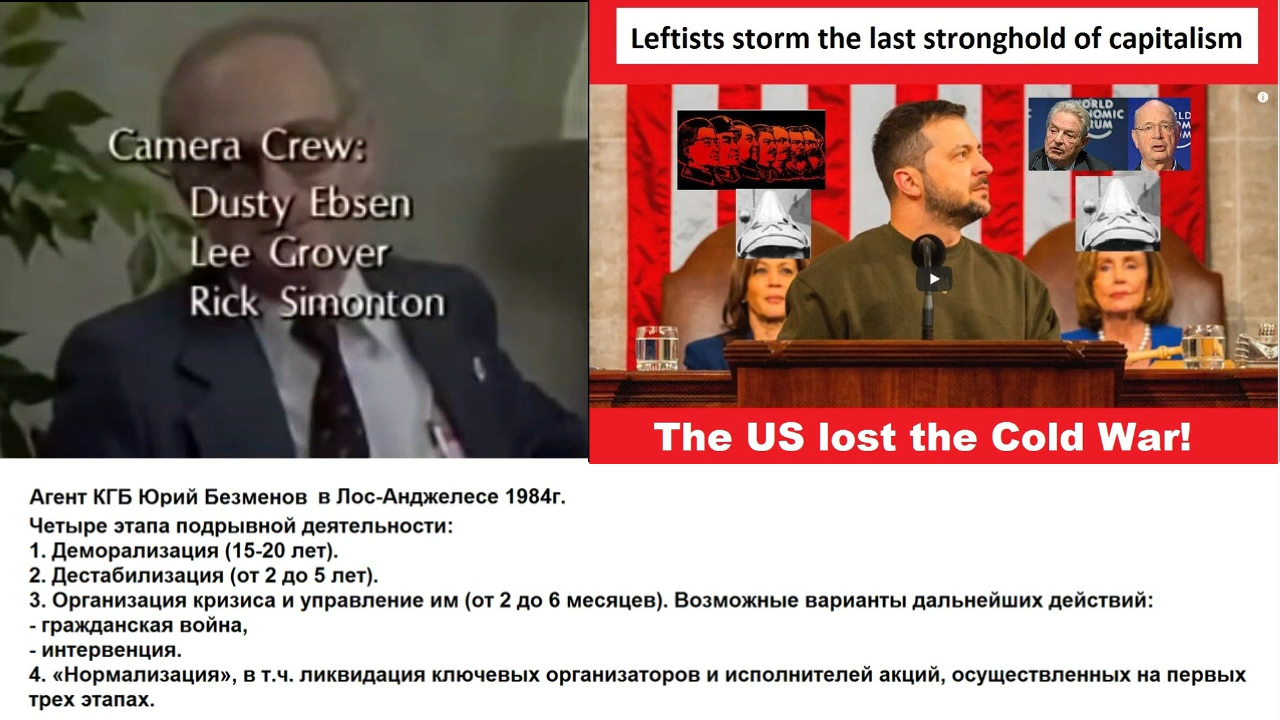 Camera Crew:
Dusty Ebsen
Lee Grover
Rick Simonton
Leftists storm the last stronghold of capitalism
WORLD
ECONOMIC
FORUM
The US lost the Cold War!
Агент КГБ Юрий Безменов в Лос-Анджелесе 1984г.
Четыре этапа подрывной деятельности:
1. Деморализация (15-20 лет).
2. Дестабилизация (от 2 до 5 лет).
3. Организация кризиса и управление им (от 2 до 6 месяцев). Возможные варианты дальнейших действий:
- гражданская война,
- интервенция.
4. «Нормализация», в т.ч. ликвидация ключевых организаторов и исполнителей акций, осуществленных на первых
трех этапах.